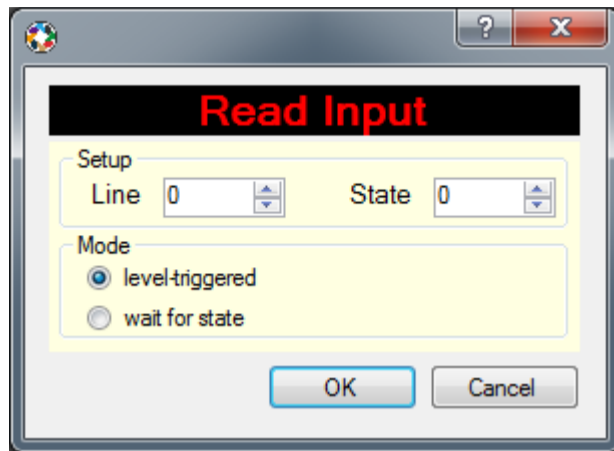 ?
Read Input
Setup
Line 0 State 0
Mode
level-triggered
wait for state
OK Cancel